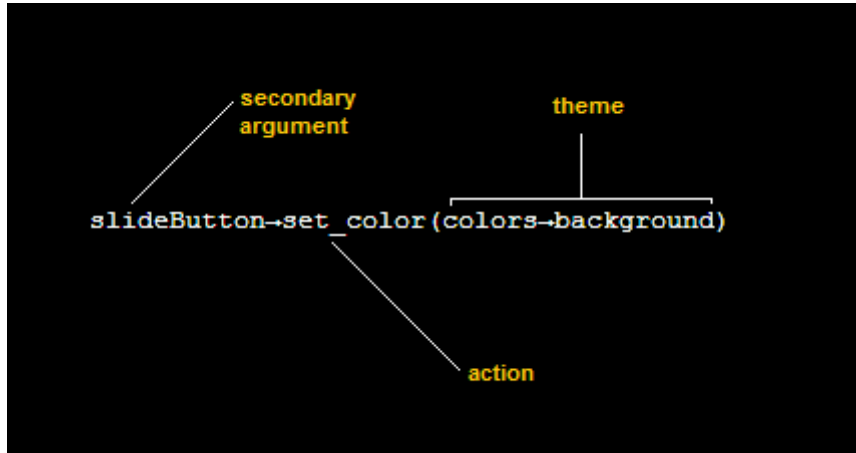 secondary
argument
theme
slideButton→set_color(colors→background)
action